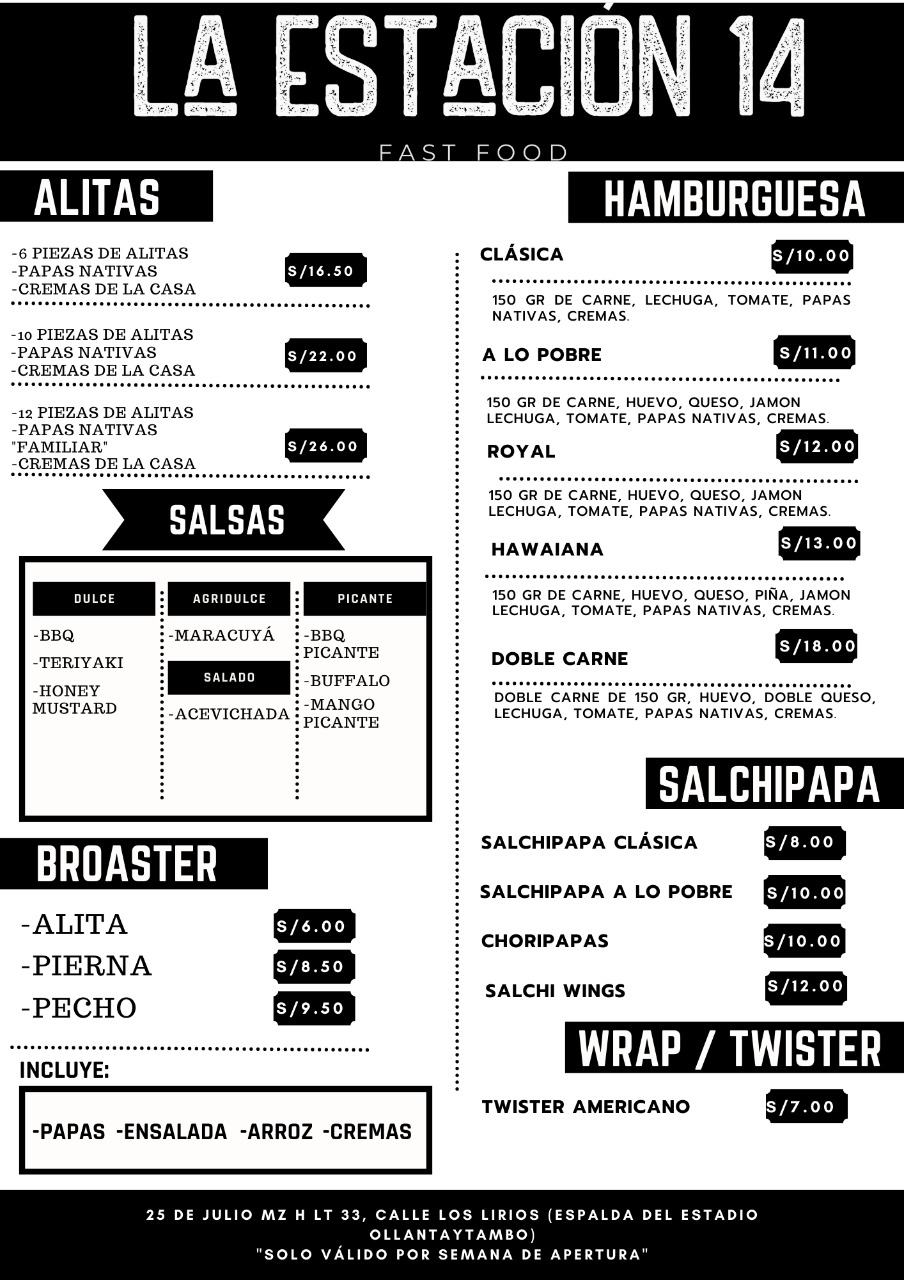 LA ESTACIÓN 14
FAST FOOD
ALITAS
-6 PIEZAS DE ALITAS
-PAPAS NATIVAS
-CREMAS DE LA CASA
S/16.50
-10 PIEZAS DE ALITAS
-PAPAS NATIVAS
-CREMAS DE LA CASA
S/22.00
-12 PIEZAS DE ALITAS
-PAPAS NATIVAS
"FAMILIAR"
-CREMAS DE LA CASA
S/26.00
SALSAS
DULCE
-BBQ
-TERIYAKI
-HONEY
MUSTARD
AGRIDULCE
-MARACUYÁ
SALADO
-ACEVICHADA
PICANTE
-BBQ
PICANTE
-BUFFALO
-MANGO
PICANTE
BROASTER
-ALITA S/6.00
-PIERNA S/8.50
-PECHO S/9.50
INCLUYE:
-PAPAS -ENSALADA -ARROZ -CREMAS
HAMBURGUESA
CLÁSICA S/10.00
150 GR DE CARNE, LECHUGA, TOMATE, PAPAS
NATIVAS, CREMAS.
A LO POBRE S/11.00
150 GR DE CARNE, HUEVO, QUESO, JAMON
LECHUGA, TOMATE, PAPAS NATIVAS, CREMAS.
ROYAL S/12.00
150 GR DE CARNE, HUEVO, QUESO, JAMON
LECHUGA, TOMATE, PAPAS NATIVAS, CREMAS.
HAWAIANA S/13.00
150 GR DE CARNE, HUEVO, QUESO, PIÑA, JAMON
LECHUGA, TOMATE, PAPAS NATIVAS, CREMAS.
DOBLE CARNE S/18.00
DOBLE CARNE DE 150 GR, HUEVO, DOBLE QUESO,
LECHUGA, TOMATE, PAPAS NATIVAS, CREMAS.
SALCHIPAPA
SALCHIPAPA CLÁSICA S/8.00
SALCHIPAPA A LO POBRE S/10.00
CHORIPAPAS S/10.00
SALCHI WINGS S/12.00
WRAP / TWISTER
TWISTER AMERICANO S/7.00
25 DE JULIO MZ H LT 33, CALLE LOS LIRIOS (ESPALDA DEL ESTADIO
OLLANTAYTAMBO)
"SOLO VÁLIDO POR SEMANA DE APERTURA"